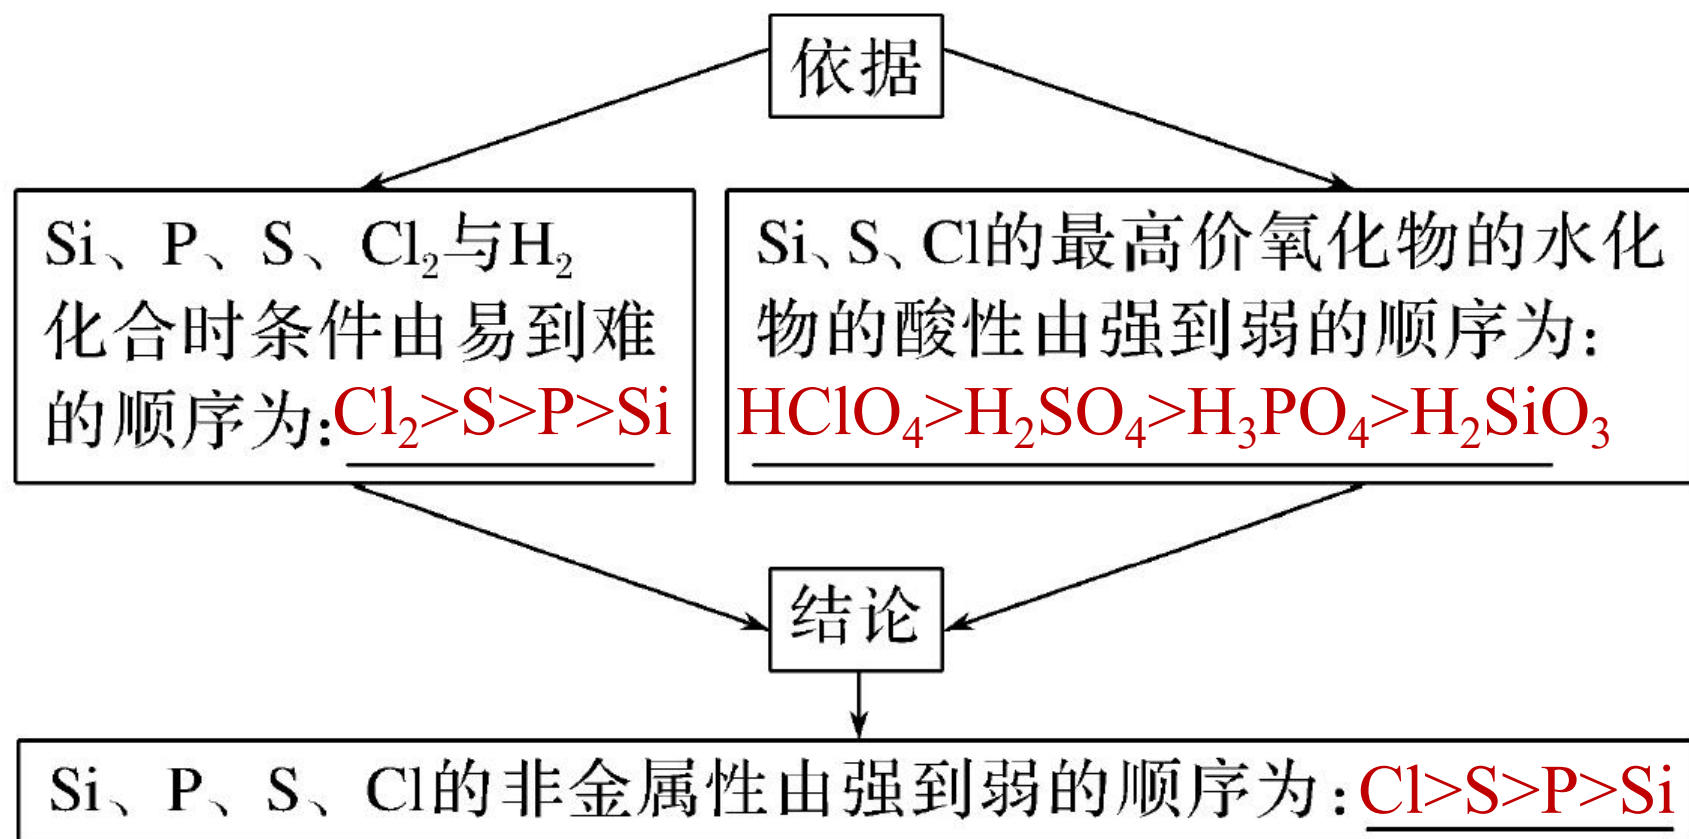 依据
Si、P、S、Cl₂与H₂
化合时条件由易到难
的顺序为:Cl₂>S>P>Si
Si、S、Cl的最高价氧化物的水化
物的酸性由强到弱的顺序为:
HClO₄>H₂SO₄>H₃PO₄>H₂SiO₃
结论
Si、P、S、Cl的非金属性由强到弱的顺序为:Cl>S>P>Si